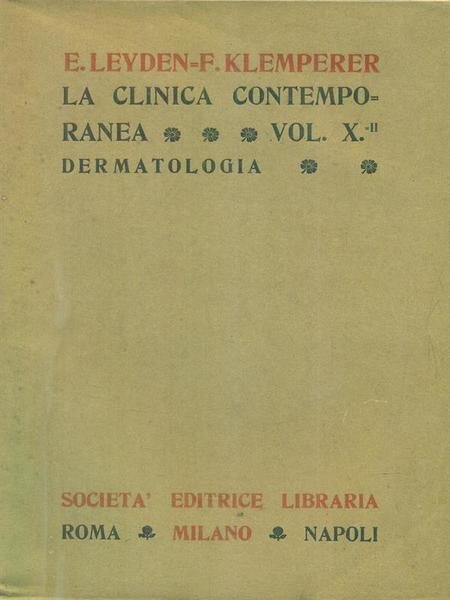 E. LEYDEN=F. KLEMPERER
LA CLINICA CONTEMPO=
RANEA VOL. X.-II
DERMATOLOGIA
SOCIETA' EDITRICE LIBRARIA
ROMA MILANO NAPOLI